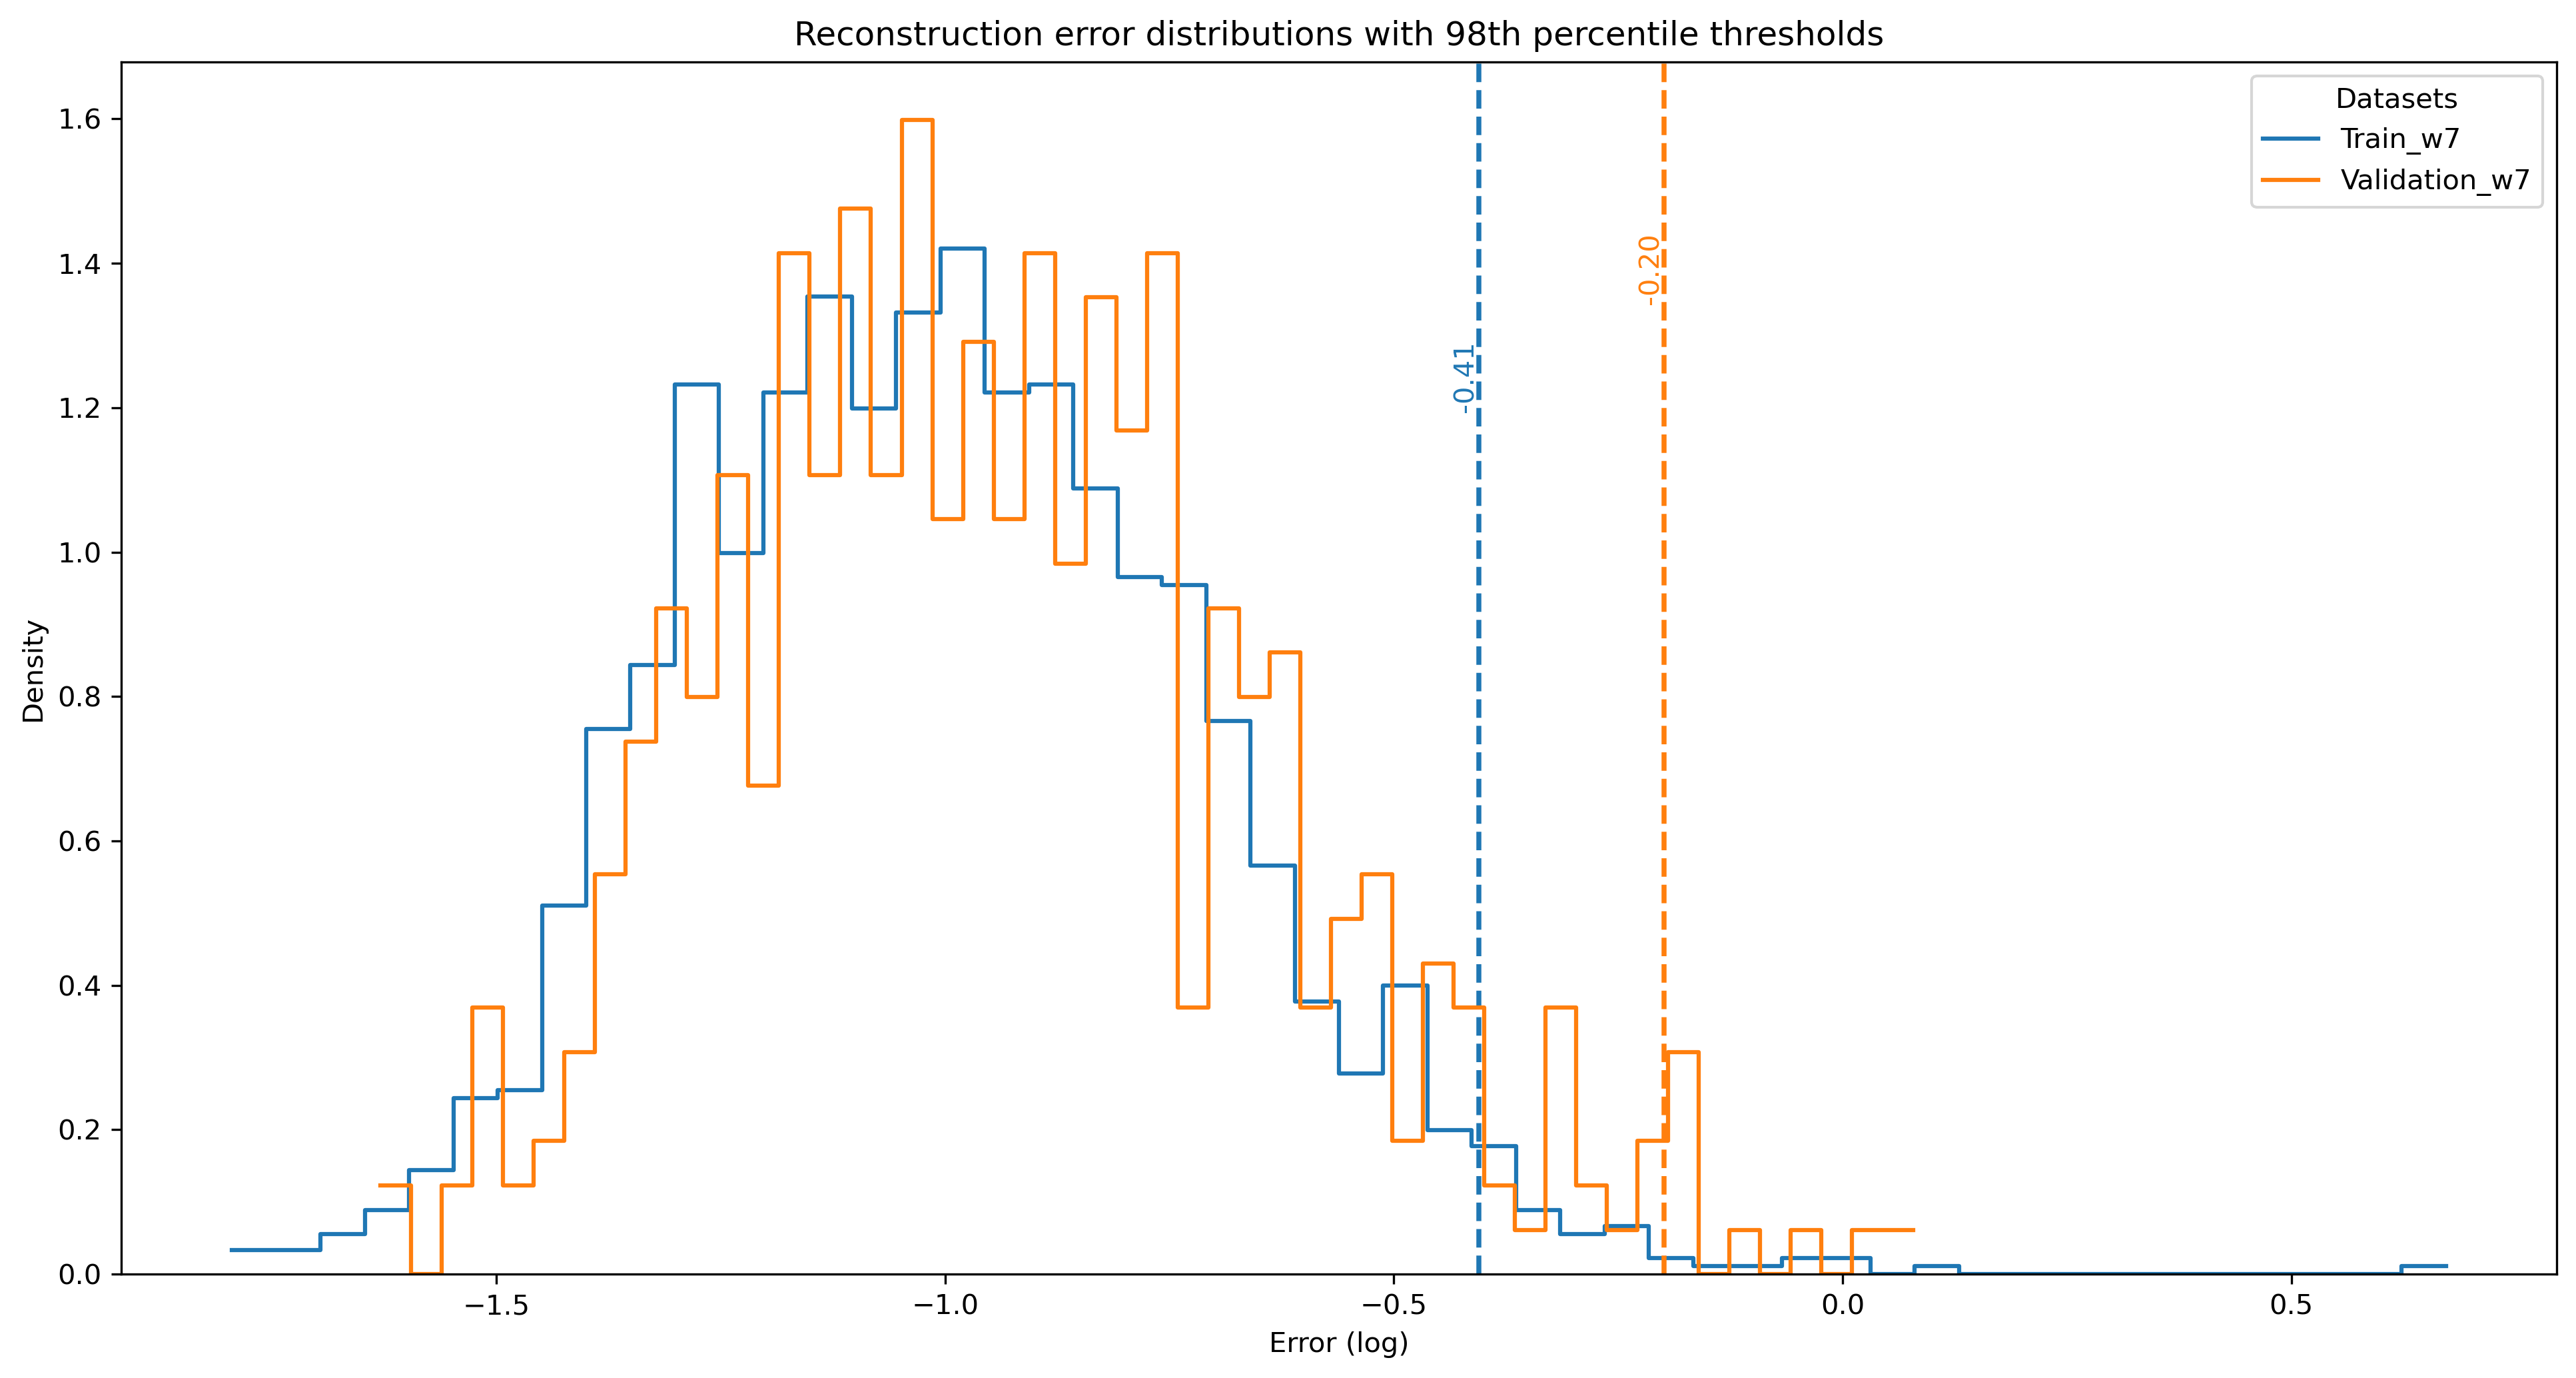 Reconstruction error distributions with 98th percentile thresholds
Datasets
Train_w7
Validation_w7
-0.41
-0.20
Density
1.6
1.4
1.2
1.0
0.8
0.6
0.4
0.2
0.0
−1.5
−1.0
−0.5
0.0
0.5
Error (log)